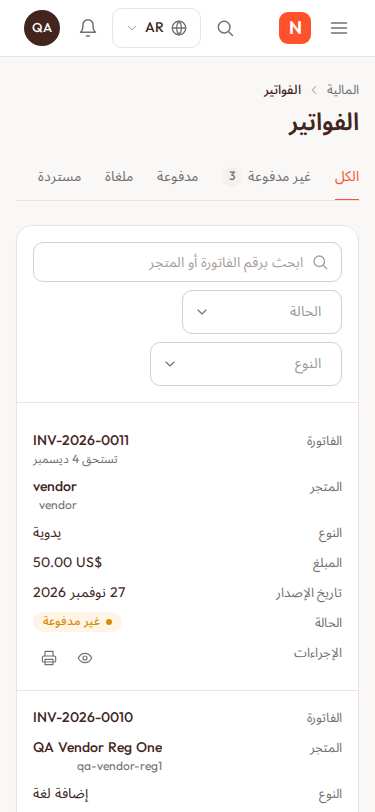 N AR QA
المالية › الفواتير
الفواتير
الكل غير مدفوعة 3 مدفوعة ملغاة مستردة
ابحث برقم الفاتورة أو المتجر
الحالة
النوع
الفاتورة INV-2026-0011
تستحق 4 ديسمبر
المتجر vendor
vendor
النوع يدوية
المبلغ 50.00 US$
تاريخ الإصدار 27 نوفمبر 2026
الحالة غير مدفوعة
الإجراءات
الفاتورة INV-2026-0010
المتجر QA Vendor Reg One
qa-vendor-reg1
النوع إضافة لغة